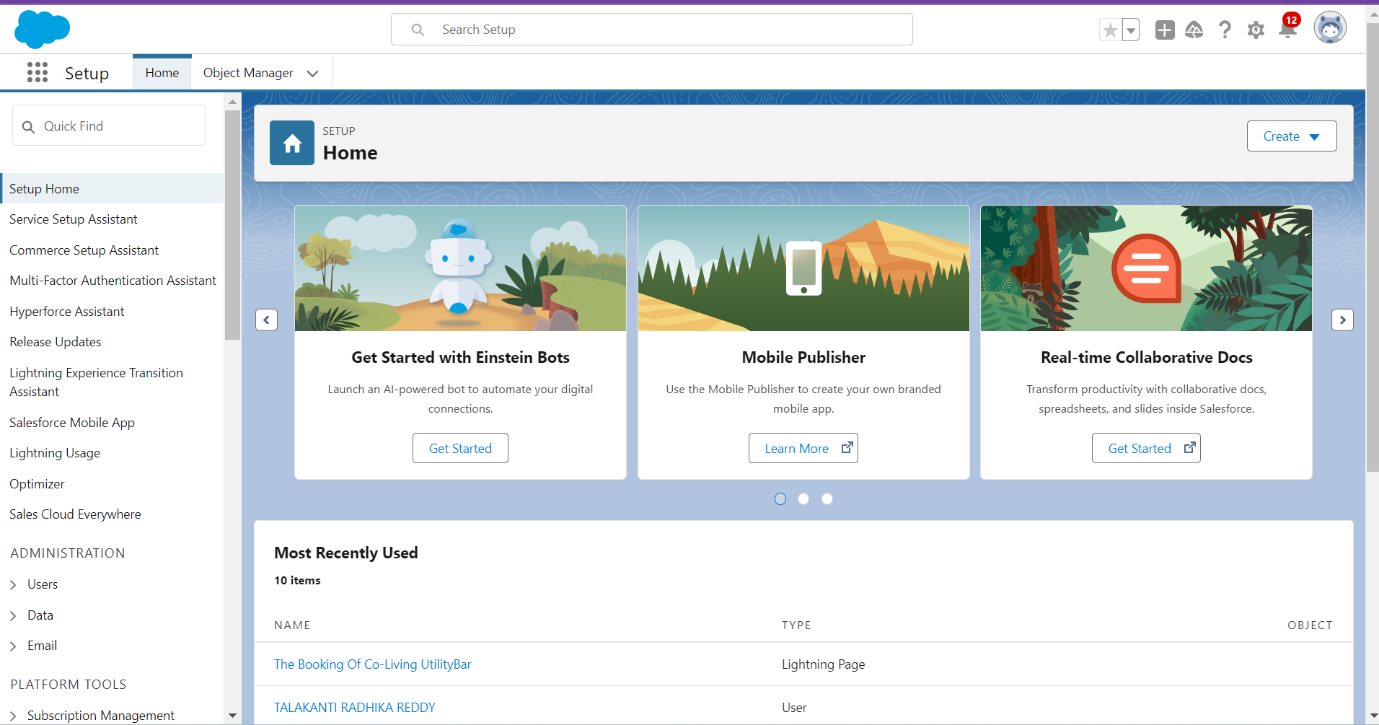 Search Setup
12
Setup
Home
Object Manager
Quick Find
Setup Home
Service Setup Assistant
Commerce Setup Assistant
Multi-Factor Authentication Assistant
Hyperforce Assistant
Release Updates
Lightning Experience Transition
Assistant
Salesforce Mobile App
Lightning Usage
Optimizer
Sales Cloud Everywhere
ADMINISTRATION
Users
Data
Email
PLATFORM TOOLS
Subscription Management
SETUP
Home
Create
Get Started with Einstein Bots
Launch an AI-powered bot to automate your digital
connections.
Get Started
Mobile Publisher
Use the Mobile Publisher to create your own branded
mobile app.
Learn More
Real-time Collaborative Docs
Transform productivity with collaborative docs,
spreadsheets, and slides inside Salesforce.
Get Started
Most Recently Used
10 items
NAME TYPE OBJECT
The Booking Of Co-Living UtilityBar Lightning Page
TALAKANTI RADHIKA REDDY User